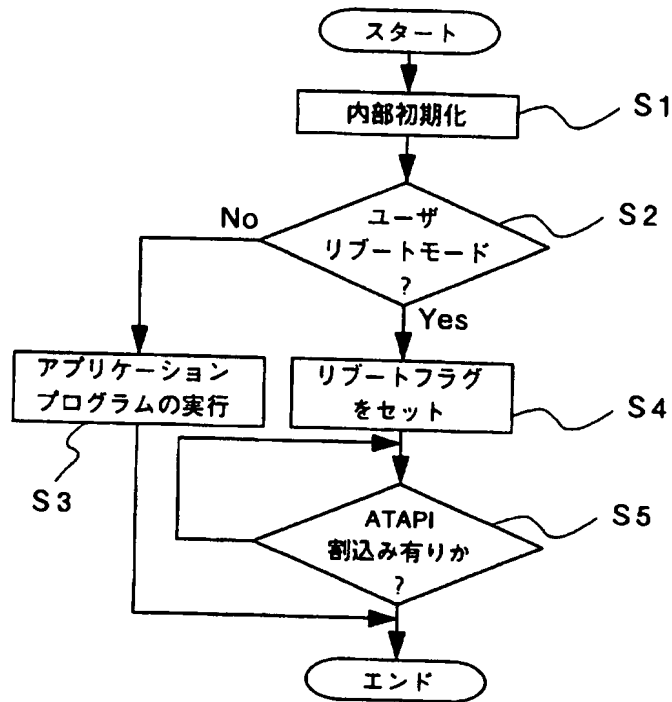 スタート
内部初期化
S1
ユーザ
リブートモード
?
S2
No
Yes
アプリケーション
プログラムの実行
S3
リブートフラグ
をセット
S4
ATAPI
割込み有りか
?
S5
エンド